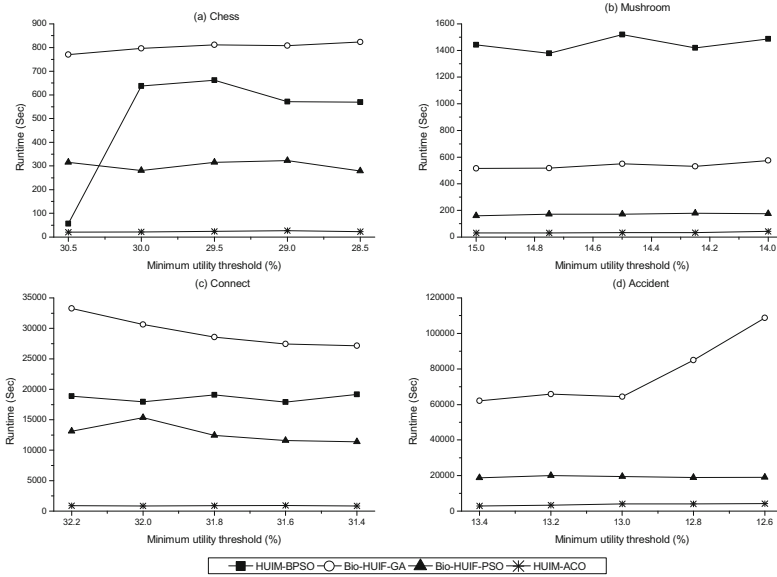 (a) Chess
900
800
700
600
500
400
300
200
100
0
Runtime (Sec)
30.5 30.0 29.5 29.0 28.5
Minimum utility threshold (%)
(b) Mushroom
1600
1400
1200
1000
800
600
400
200
0
Runtime (Sec)
15.0 14.8 14.6 14.4 14.2 14.0
Minimum utility threshold (%)
(c) Connect
35000
30000
25000
20000
15000
10000
5000
0
Runtime (Sec)
32.2 32.0 31.8 31.6 31.4
Minimum utility threshold (%)
(d) Accident
120000
100000
80000
60000
40000
20000
0
Runtime (Sec)
13.4 13.2 13.0 12.8 12.6
Minimum utility threshold (%)
HUIM-BPSO Bio-HUIF-GA Bio-HUIF-PSO HUIM-ACO